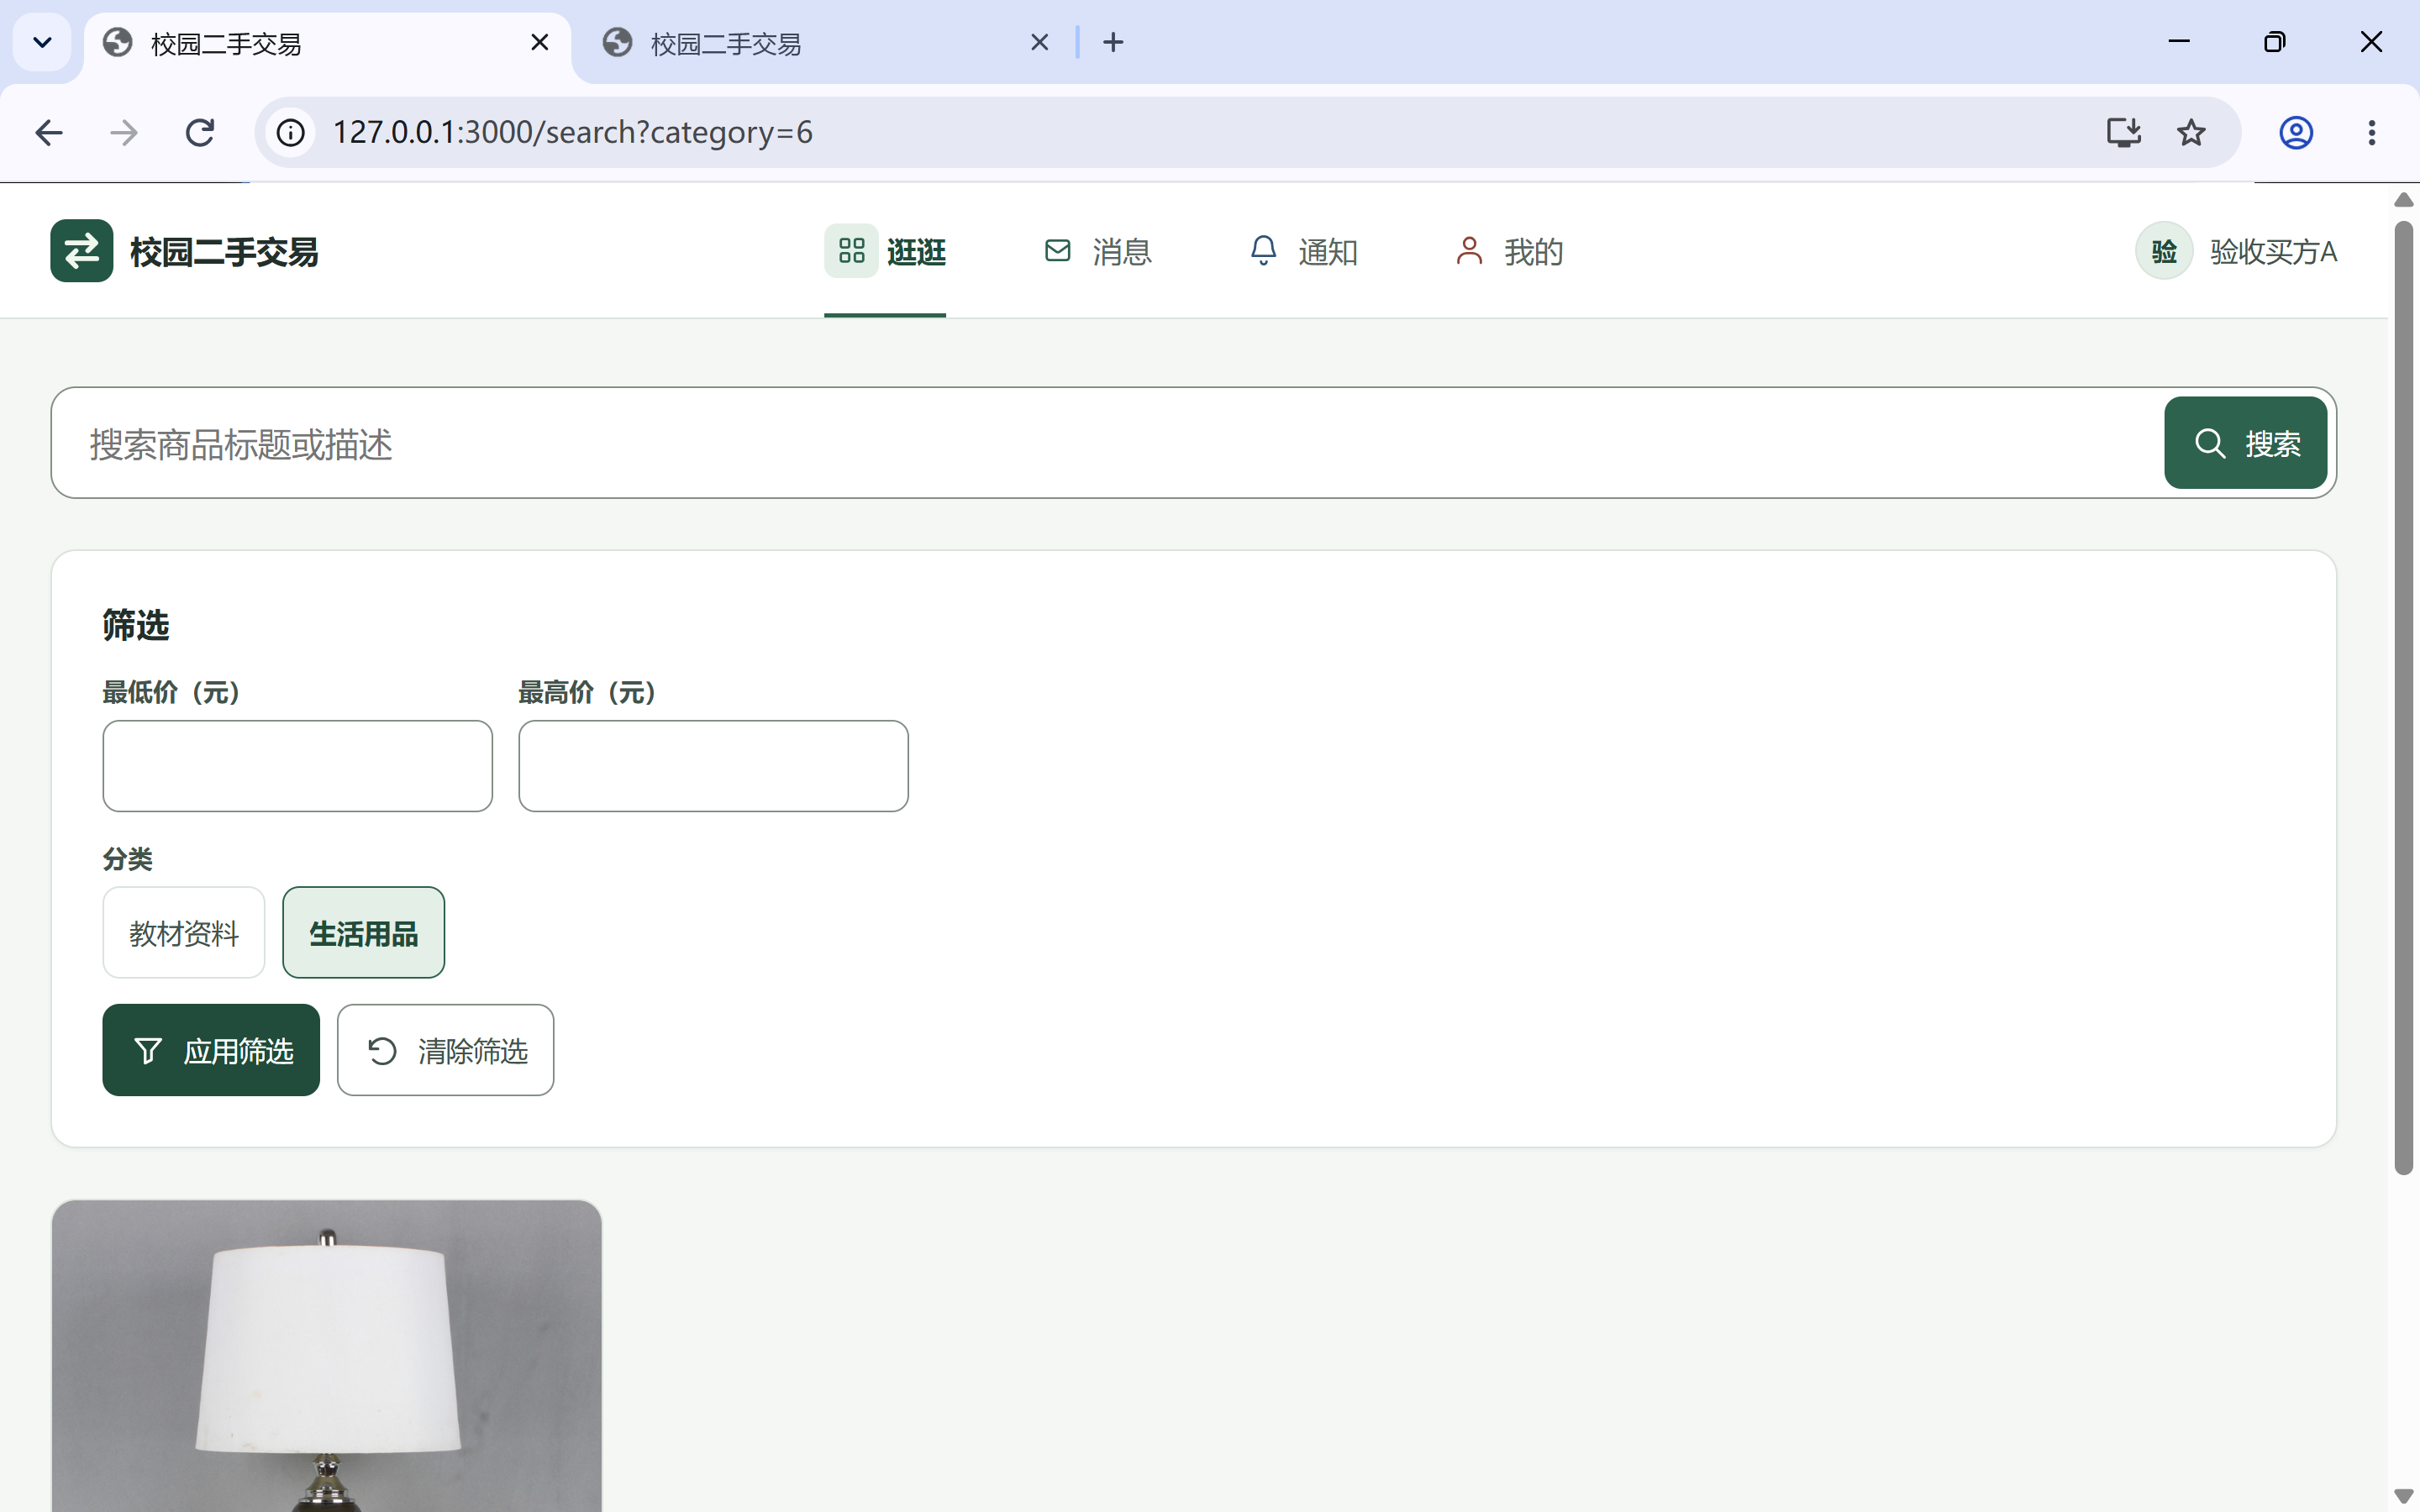 校园二手交易
校园二手交易
127.0.0.1:3000/search?category=6
校园二手交易
逛逛
消息
通知
我的
验
验收买方A
搜索商品标题或描述
搜索
筛选
最低价（元）
最高价（元）
分类
教材资料
生活用品
应用筛选
清除筛选